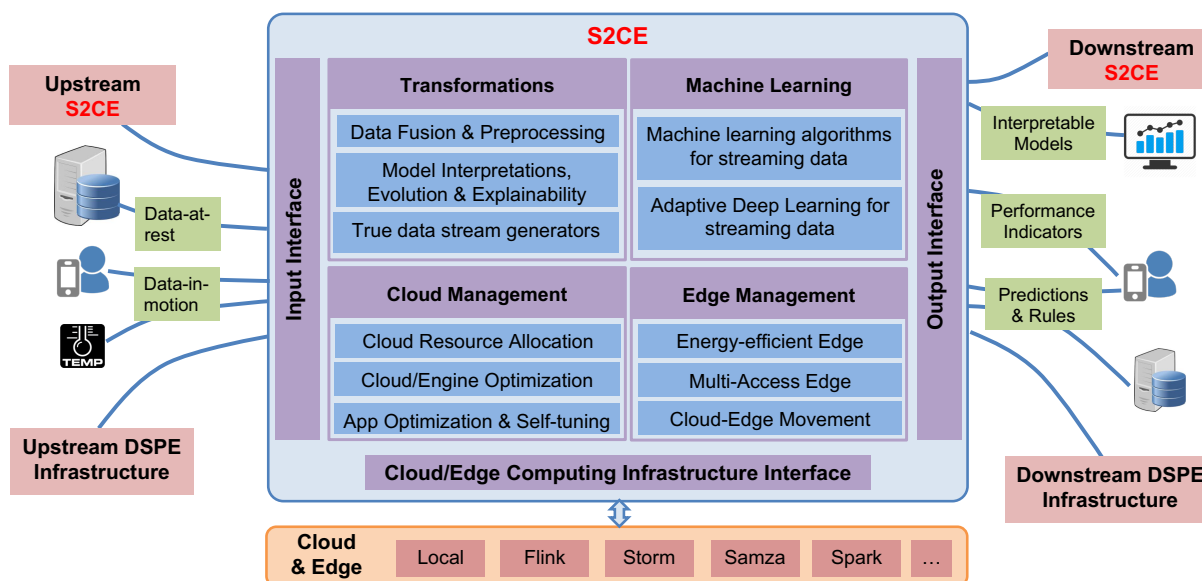 S2CE
Upstream
S2CE
Data-at-
rest
Data-in-
motion
TEMP
Upstream DSPE
Infrastructure
Input Interface
Transformations
Data Fusion & Preprocessing
Model Interpretations,
Evolution & Explainability
True data stream generators
Machine Learning
Machine learning algorithms
for streaming data
Adaptive Deep Learning for
streaming data
Cloud Management
Cloud Resource Allocation
Cloud/Engine Optimization
App Optimization & Self-tuning
Edge Management
Energy-efficient Edge
Multi-Access Edge
Cloud-Edge Movement
Output Interface
Cloud/Edge Computing Infrastructure Interface
Downstream
S2CE
Interpretable
Models
Performance
Indicators
Predictions
& Rules
Downstream DSPE
Infrastructure
Cloud
& Edge
Local
Flink
Storm
Samza
Spark
...